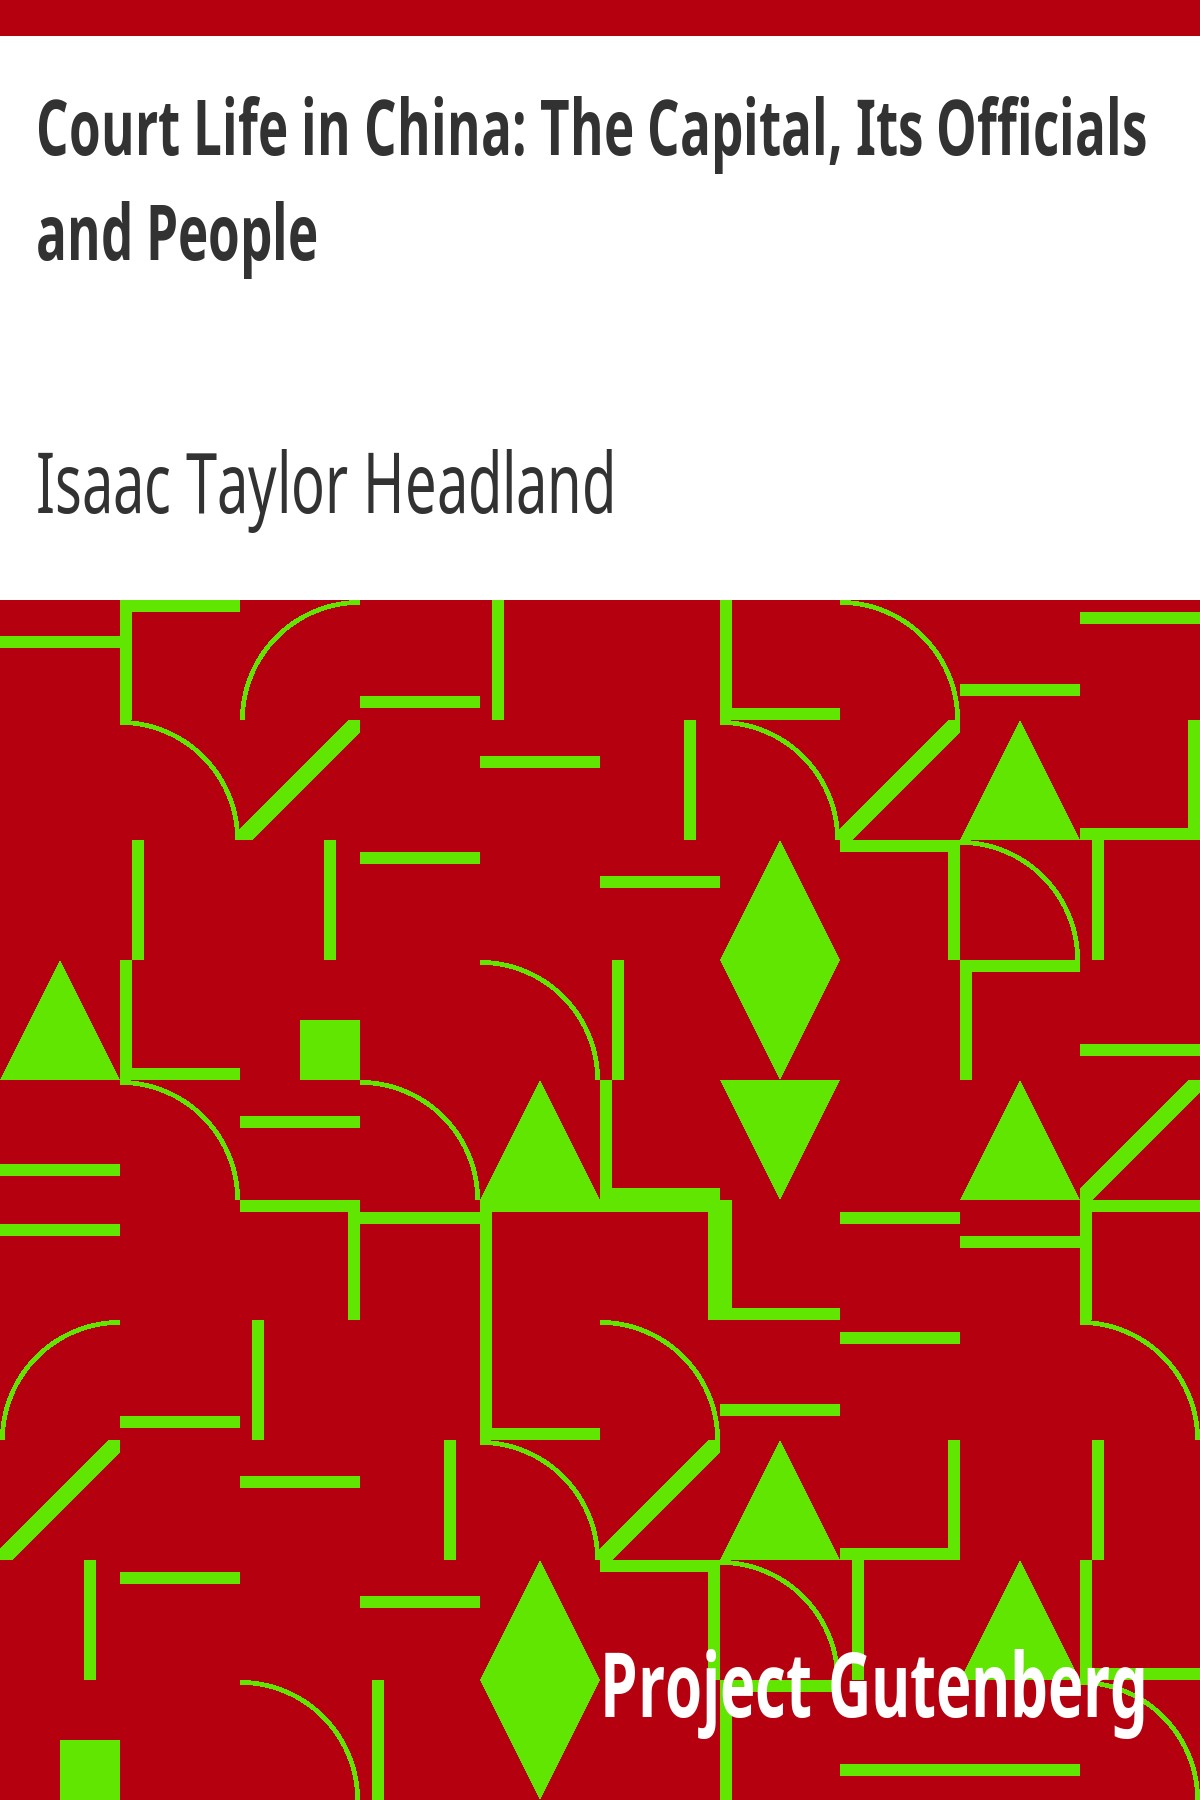 Court Life in China: The Capital, Its Officials
and People
Isaac Taylor Headland
Project Gutenberg